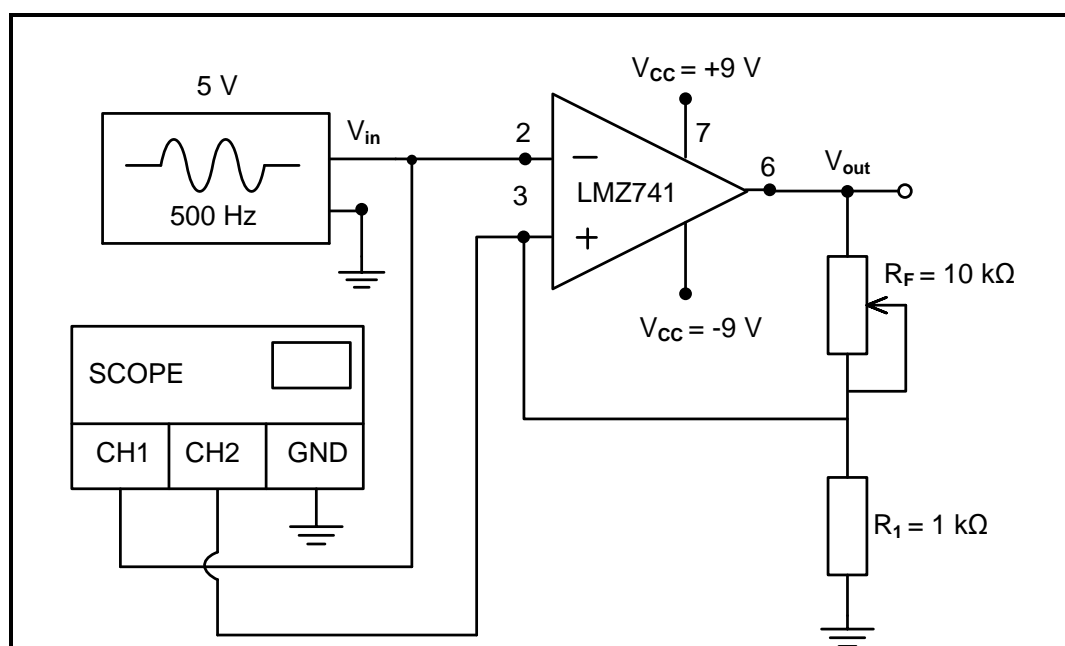 5 V
500 Hz
Vin
VCC = +9 V
2
7
3
LMZ741
6
Vout
RF = 10 kΩ
VCC = -9 V
SCOPE
CH1
CH2
GND
R1 = 1 kΩ